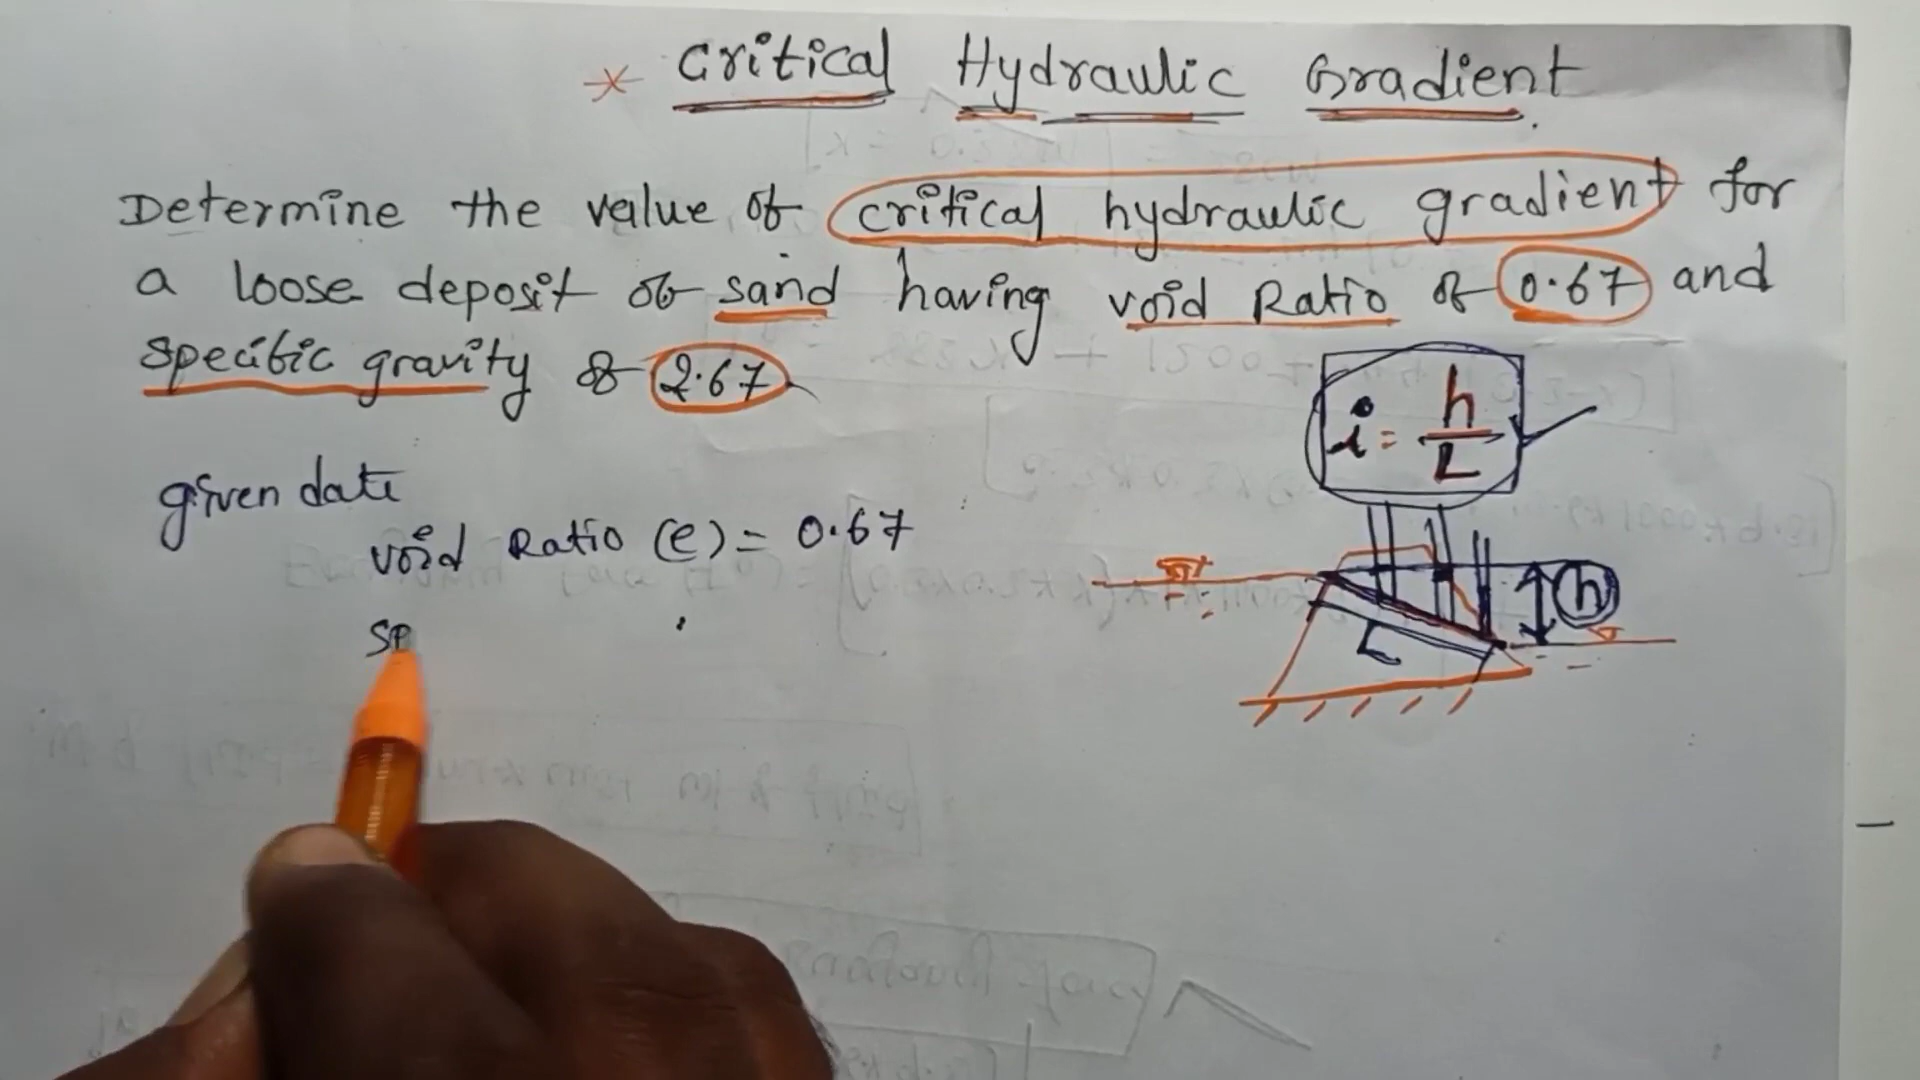 * Critical Hydraulic Gradient
Determine the value of critical hydraulic gradient for
a loose deposit of sand having void Ratio of 0.67 and
specific gravity of 2.67
i = h/L
given date
void Ratio (e) = 0.67
h
L
SP